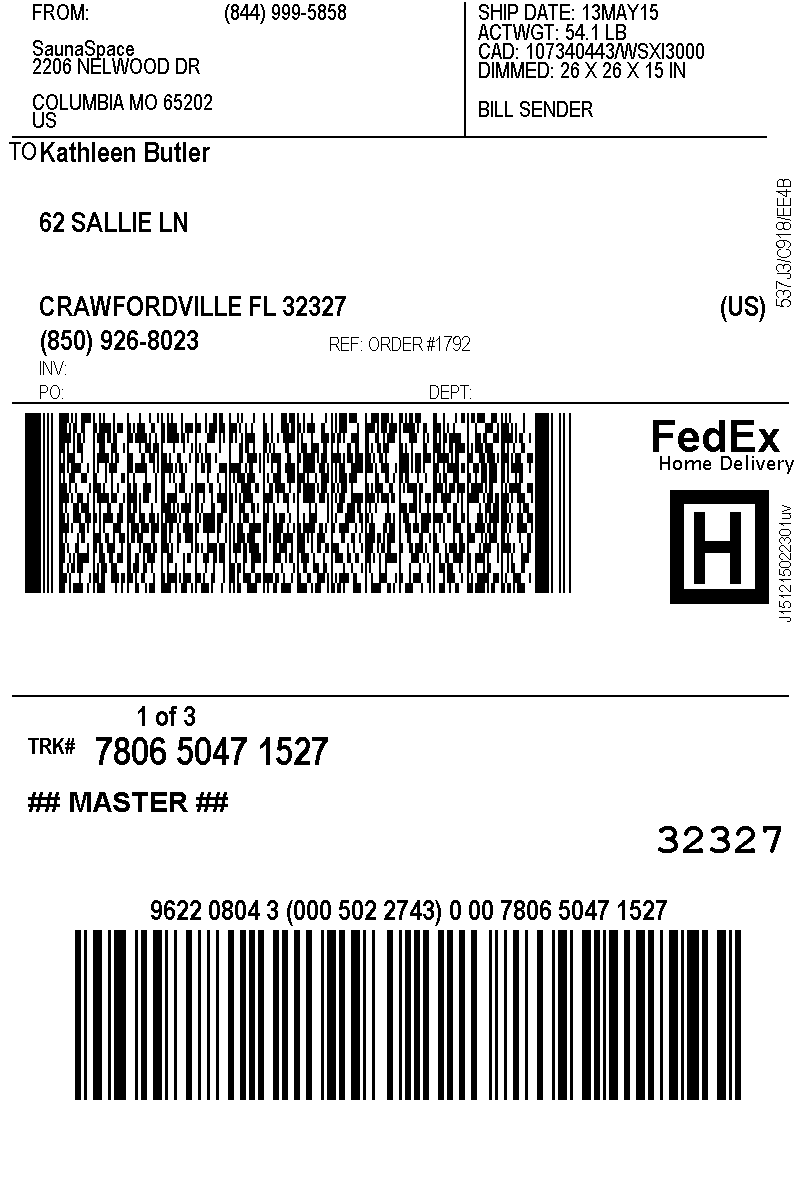 FROM: (844) 999-5858
SaunaSpace
2206 NELWOOD DR
COLUMBIA MO 65202
US
SHIP DATE: 13MAY15
ACTWGT: 54.1 LB
CAD: 107340443/WSXI3000
DIMMED: 26 X 26 X 15 IN
BILL SENDER
TO Kathleen Butler
62 SALLIE LN
CRAWFORDVILLE FL 32327 (US)
(850) 926-8023 REF: ORDER #1792
INV:
PO: DEPT:
537J3/C918/EE4B
FedEx
Home Delivery
H
J151215022301uv
1 of 3
TRK# 7806 5047 1527
## MASTER ##
32327
9622 0804 3 (000 502 2743) 0 00 7806 5047 1527